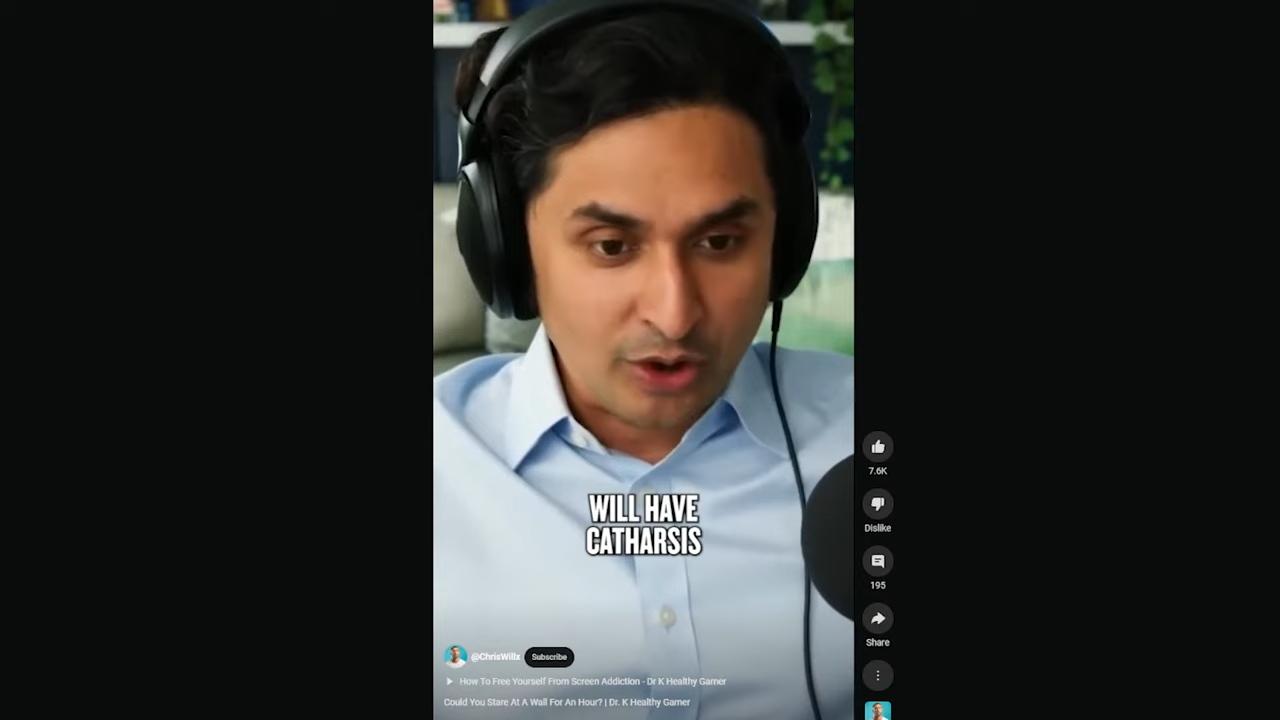 WILL HAVE
CATHARSIS
7.6K
Dislike
195
Share
@ChrisWillx Subscribe
How To Free Yourself From Screen Addiction - Dr K Healthy Gamer
Could You Stare At A Wall For An Hour? | Dr. K Healthy Gamer